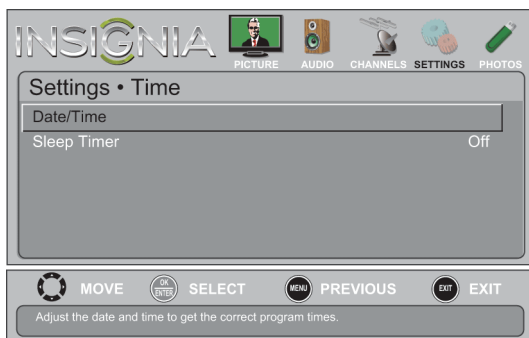 INSIGNIA
PICTURE AUDIO CHANNELS SETTINGS PHOTOS
Settings • Time
Date/Time
Sleep Timer Off
MOVE OK ENTER SELECT MENU PREVIOUS EXIT EXIT
Adjust the date and time to get the correct program times.